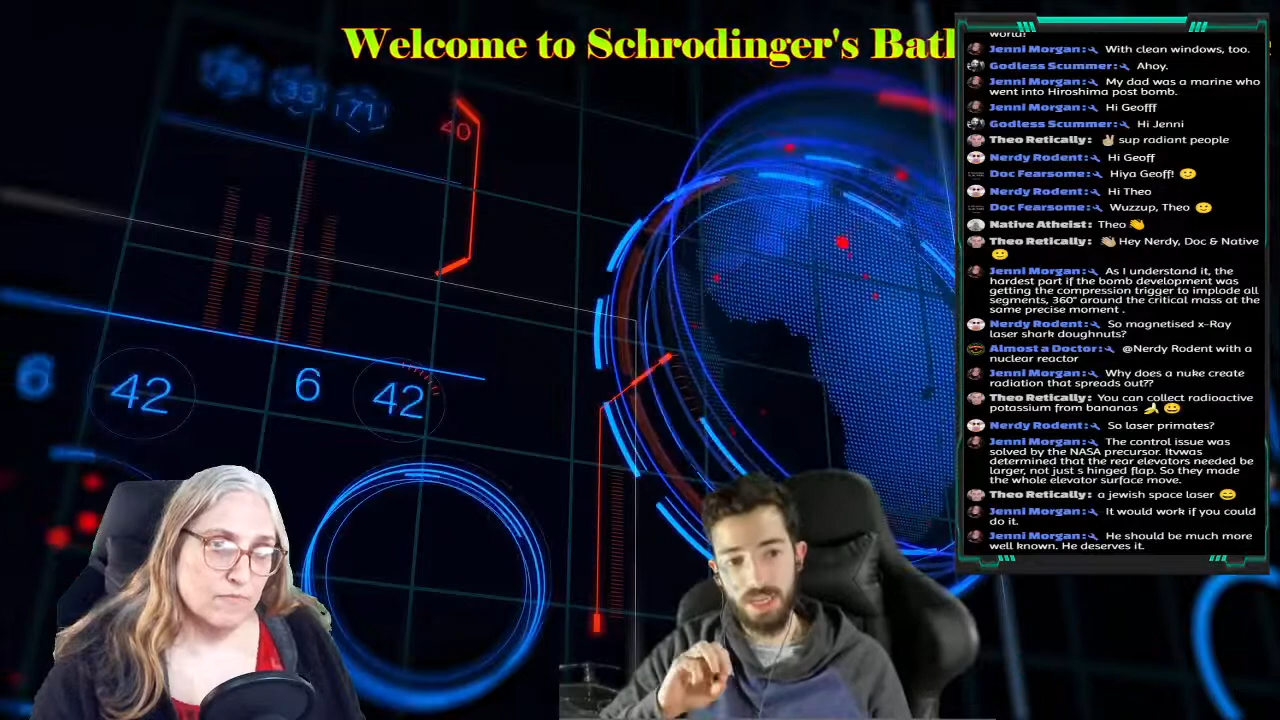 Welcome to Schrodinger's Bath
world!
Jenni Morgan: With clean windows, too.
Godless Scummer: Ahoy.
Jenni Morgan: My dad was a marine who
went into Hiroshima post bomb.
Jenni Morgan: Hi Geofff
Godless Scummer: Hi Jenni
Theo Retically: ✌🏼 sup radiant people
Nerdy Rodent: Hi Geoff
Doc Fearsome: Hiya Geoff! 🙂
Nerdy Rodent: Hi Theo
Doc Fearsome: Wuzzup, Theo 🙂
Native Atheist: Theo 👋
Theo Retically: 👋🏼 Hey Nerdy, Doc & Native
🙂
Jenni Morgan: As I understand it, the
hardest part if the bomb development was
getting the compression trigger to implode all
segments, 360° around the critical mass at the
same precise moment .
Nerdy Rodent: So magnetised x-Ray
laser shark doughnuts?
Almost a Doctor: @Nerdy Rodent with a
nuclear reactor
Jenni Morgan: Why does a nuke create
radiation that spreads out??
Theo Retically: You can collect radioactive
potassium from bananas 🍌 😀
Nerdy Rodent: So laser primates?
Jenni Morgan: The control issue was
solved by the NASA precursor. Itvwas
determined that the rear elevators needed be
larger, not just s hinged flap. So they made
the whole elevator surface move.
Theo Retically: a jewish space laser 😄
Jenni Morgan: It would work if you could
do it.
Jenni Morgan: He should be much more
well known. He deserves it.
33
71
40
6
42
6
42